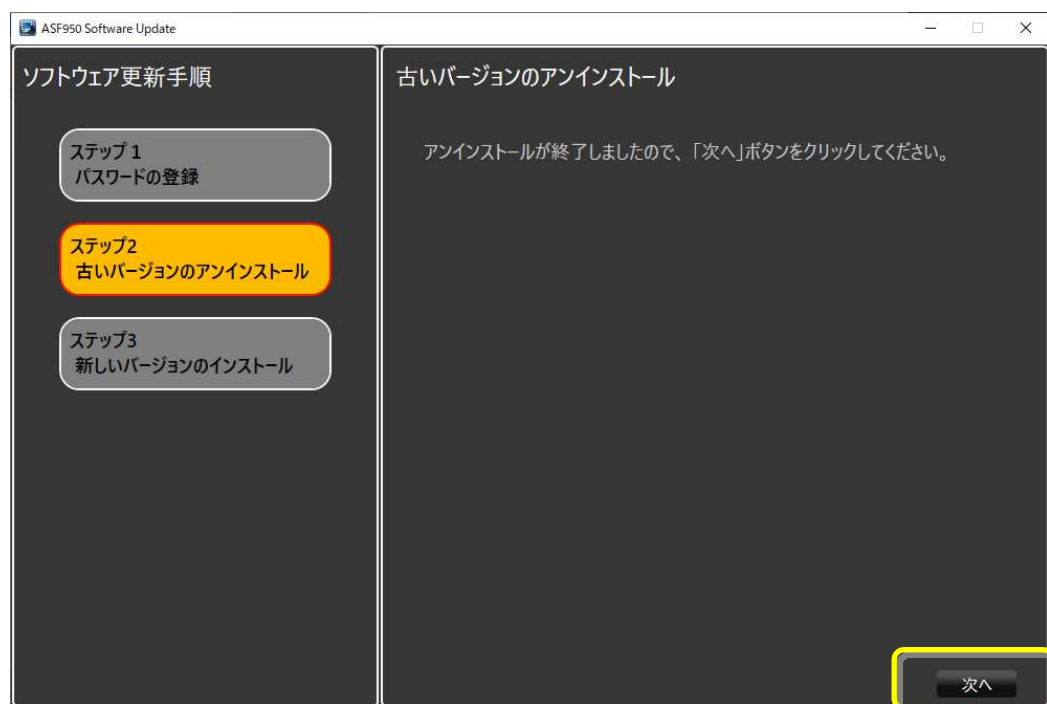 ASF950 Software Update
ソフトウェア更新手順
ステップ 1
パスワードの登録
ステップ2
古いバージョンのアンインストール
ステップ3
新しいバージョンのインストール
古いバージョンのアンインストール
アンインストールが終了しましたので、「次へ」ボタンをクリックしてください。
次へ